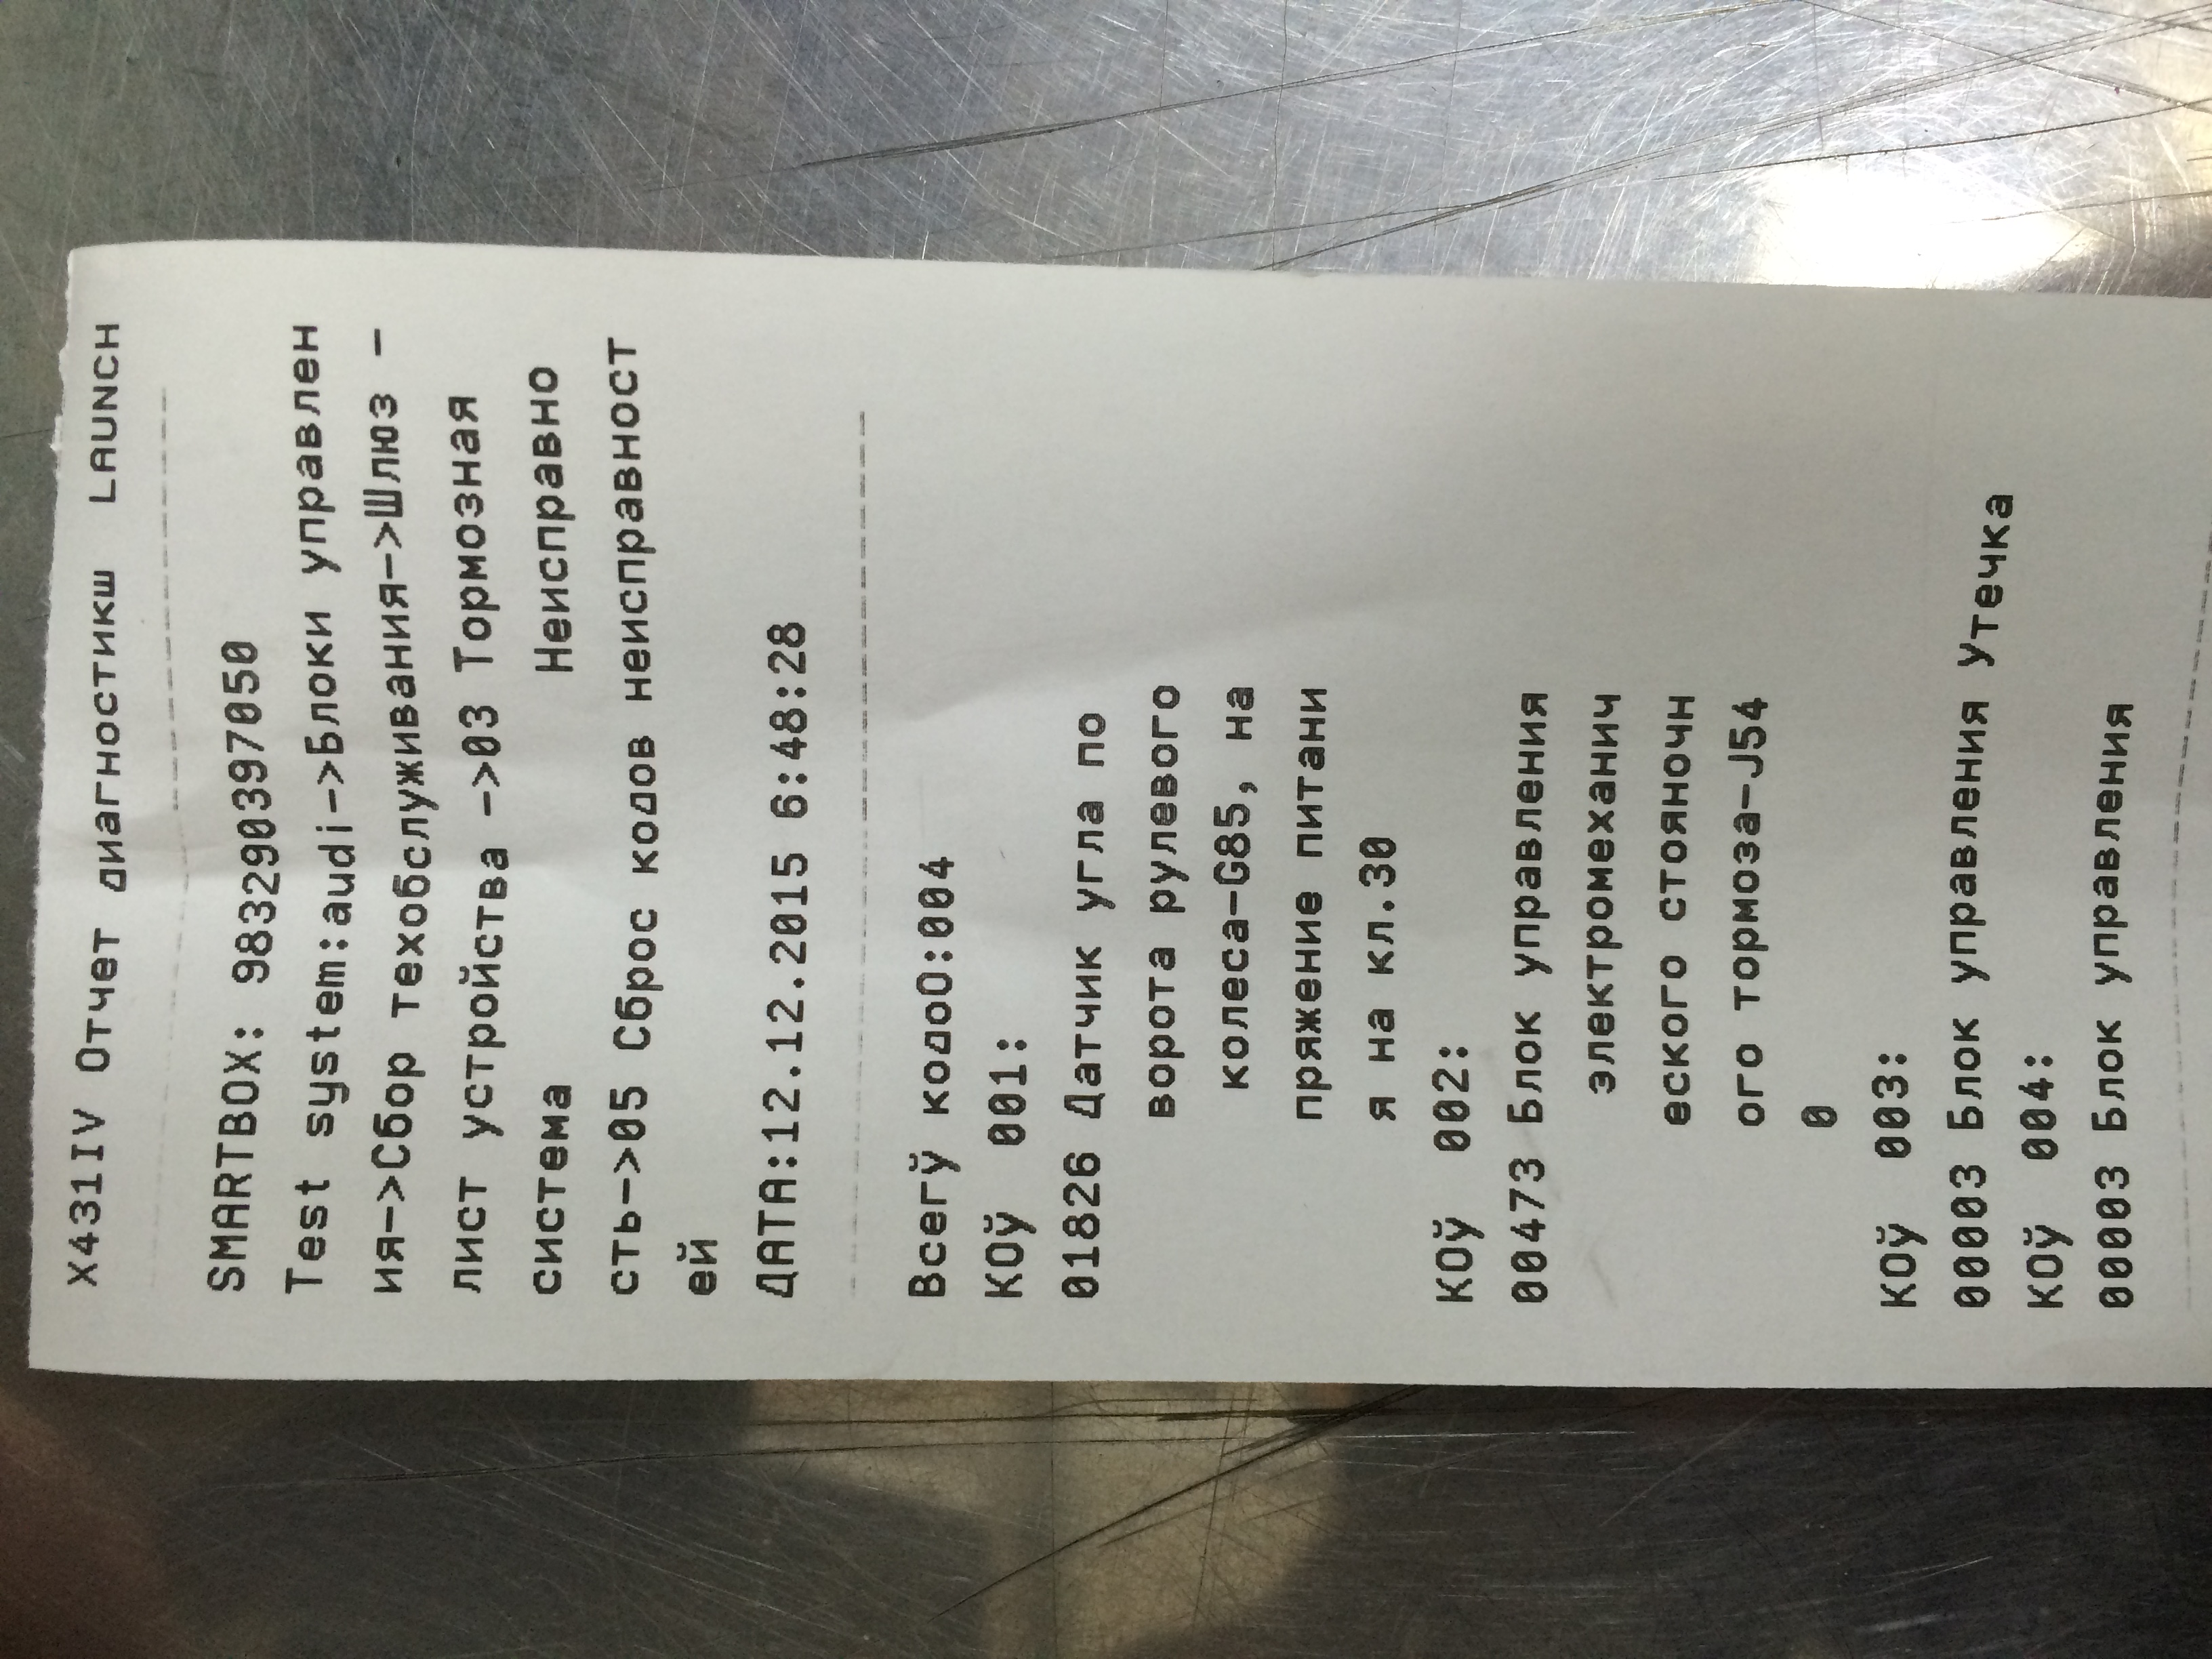 X431IV Отчет диагностикш LAUNCH
SMARTBOX: 983290397050
Test system:audi->Блоки управлен
ия->Сбор техобслуживания->Шлюз -
лист устройства ->03 Тормозная
система Неисправно
сть->05 Сброс кодов неисправност
ей
ДАТА:12.12.2015 6:48:28
Всегў кодоО:004
КОў 001:
01826 Датчик угла по
ворота рулевого
колеса-G85, на
пряжение питани
я на кл.30
КОў 002:
00473 Блок управления
электромеханич
еского стояночн
ого тормоза-J54
0
КОў 003:
00003 Блок управления Утечка
КОў 004:
00003 Блок управления